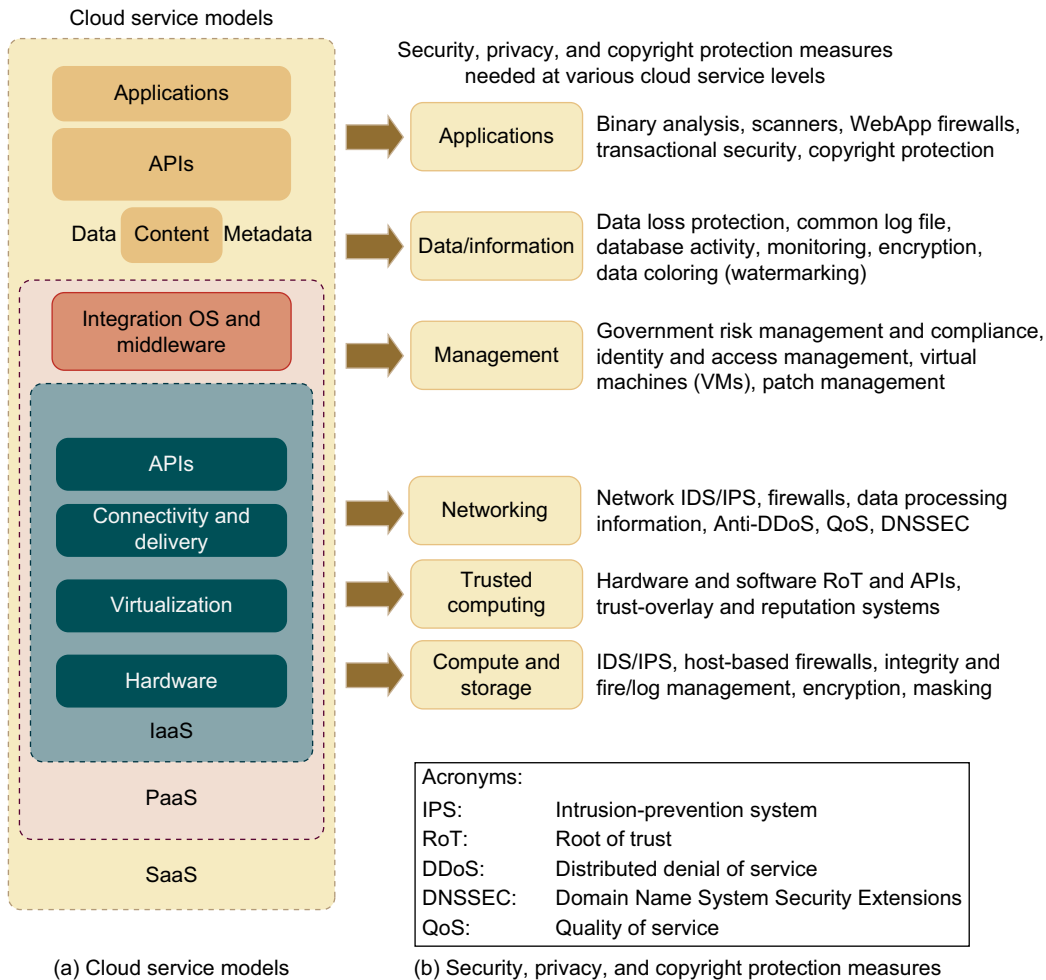 Cloud service models
Applications
APIs
Data Content Metadata
Integration OS and
middleware
APIs
Connectivity and
delivery
Virtualization
Hardware
IaaS
PaaS
SaaS
(a) Cloud service models
Security, privacy, and copyright protection measures
needed at various cloud service levels
Applications
Binary analysis, scanners, WebApp firewalls,
transactional security, copyright protection
Data/information
Data loss protection, common log file,
database activity, monitoring, encryption,
data coloring (watermarking)
Management
Government risk management and compliance,
identity and access management, virtual
machines (VMs), patch management
Networking
Network IDS/IPS, firewalls, data processing
information, Anti-DDoS, QoS, DNSSEC
Trusted
computing
Hardware and software RoT and APIs,
trust-overlay and reputation systems
Compute and
storage
IDS/IPS, host-based firewalls, integrity and
fire/log management, encryption, masking
Acronyms:
IPS: Intrusion-prevention system
RoT: Root of trust
DDoS: Distributed denial of service
DNSSEC: Domain Name System Security Extensions
QoS: Quality of service
(b) Security, privacy, and copyright protection measures